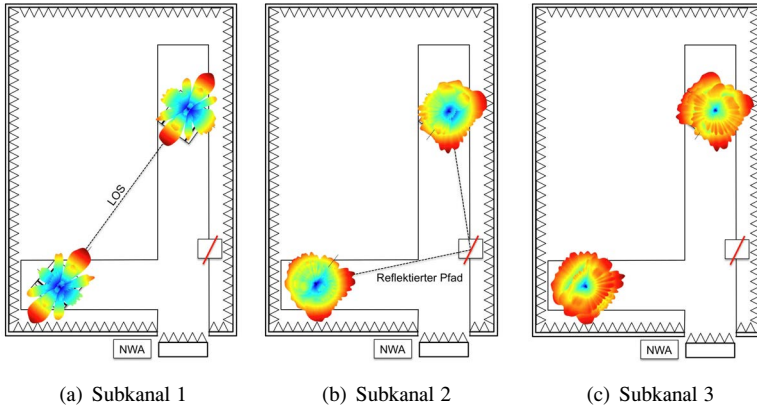 LOS
NWA
(a) Subkanal 1
Reflektierter Pfad
NWA
(b) Subkanal 2
NWA
(c) Subkanal 3